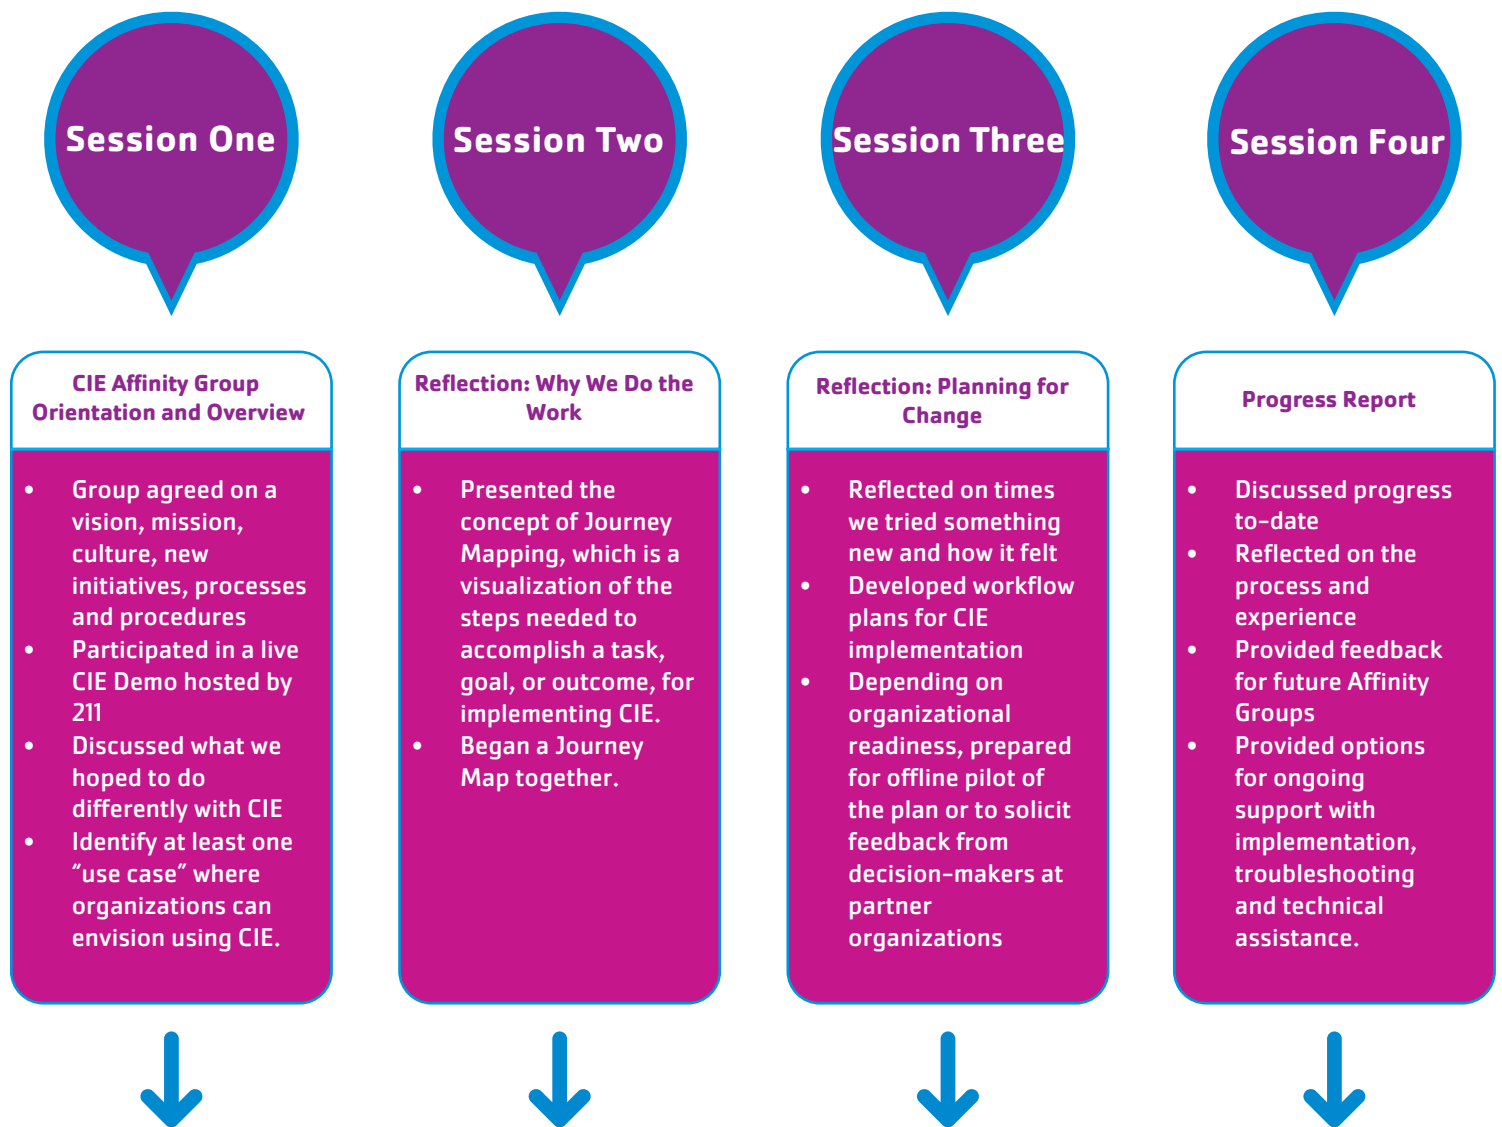 Session One
CIE Affinity Group
Orientation and Overview
• Group agreed on a
vision, mission,
culture, new
initiatives, processes
and procedures
• Participated in a live
CIE Demo hosted by
211
• Discussed what we
hoped to do
differently with CIE
• Identify at least one
"use case" where
organizations can
envision using CIE.
Session Two
Reflection: Why We Do the
Work
• Presented the
concept of Journey
Mapping, which is a
visualization of the
steps needed to
accomplish a task,
goal, or outcome, for
implementing CIE.
• Began a Journey
Map together.
Session Three
Reflection: Planning for
Change
• Reflected on times
we tried something
new and how it felt
• Developed workflow
plans for CIE
implementation
• Depending on
organizational
readiness, prepared
for offline pilot of
the plan or to solicit
feedback from
decision-makers at
partner
organizations
Session Four
Progress Report
• Discussed progress
to-date
• Reflected on the
process and
experience
• Provided feedback
for future Affinity
Groups
• Provided options
for ongoing
support with
implementation,
troubleshooting
and technical
assistance.